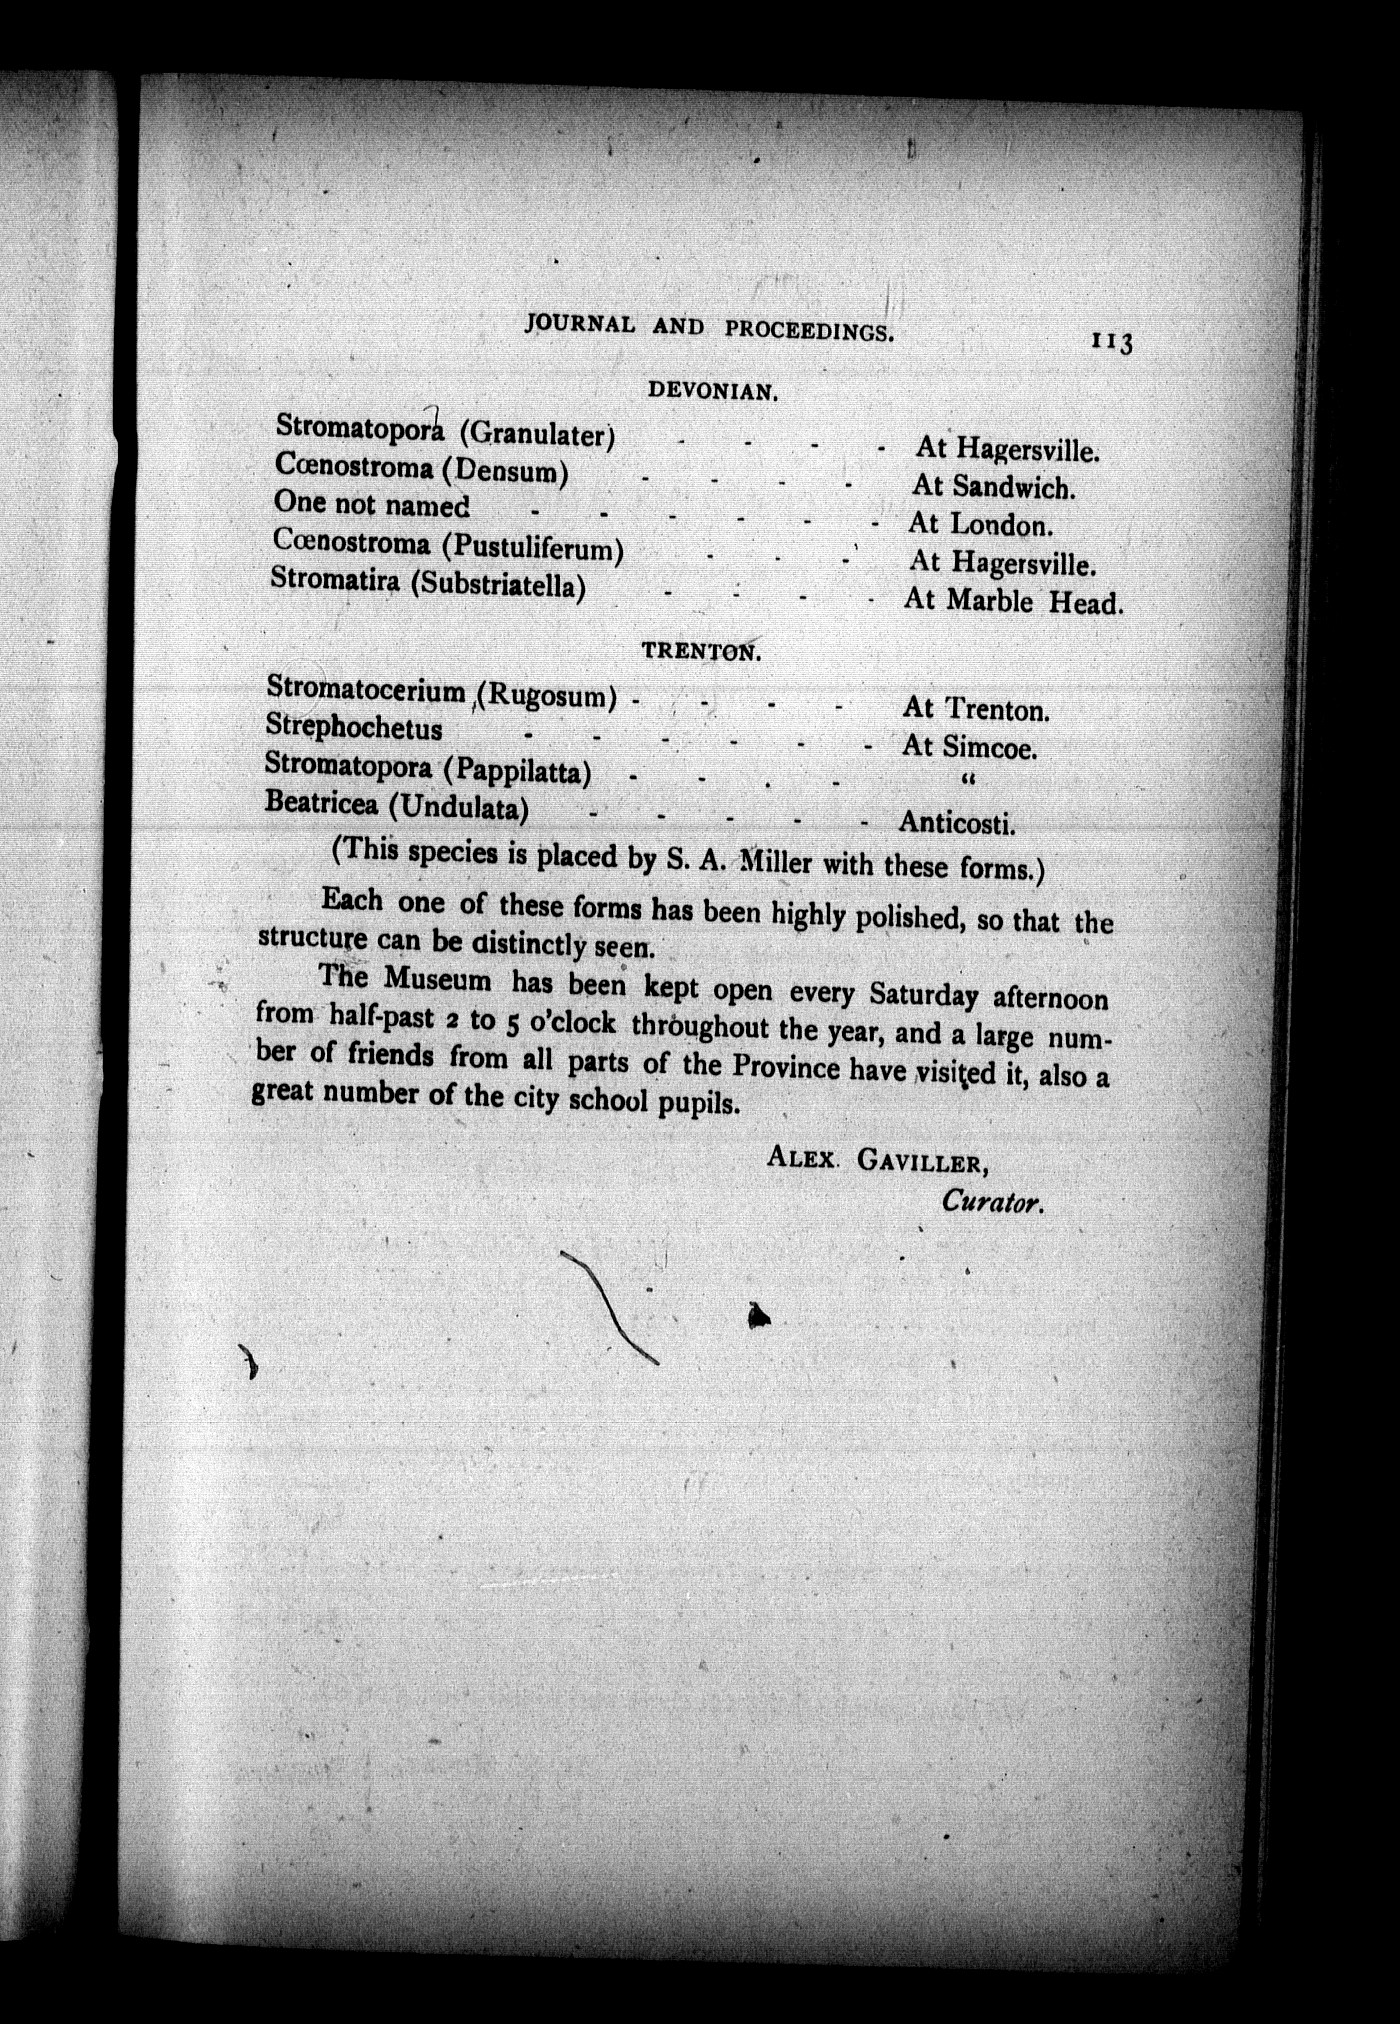 JOURNAL AND PROCEEDINGS. 113
DEVONIAN.
Stromatopora (Granulater) - - - - At Hagersville.
Cœnostroma (Densum) - - - - At Sandwich.
One not named - - - - - - At London.
Cœnostroma (Pustuliferum) - - - At Hagersville.
Stromatira (Substriatella) - - - - At Marble Head.
TRENTON.
Stromatocerium (Rugosum) - - - - At Trenton.
Strephochetus - - - - - - At Simcoe.
Stromatopora (Pappilatta) - - - - “
Beatricea (Undulata) - - - - - Anticosti.
(This species is placed by S. A. Miller with these forms.)
Each one of these forms has been highly polished, so that the
structure can be distinctly seen.
The Museum has been kept open every Saturday afternoon
from half-past 2 to 5 o'clock throughout the year, and a large num-
ber of friends from all parts of the Province have visited it, also a
great number of the city school pupils.
ALEX. GAVILLER,
Curator.